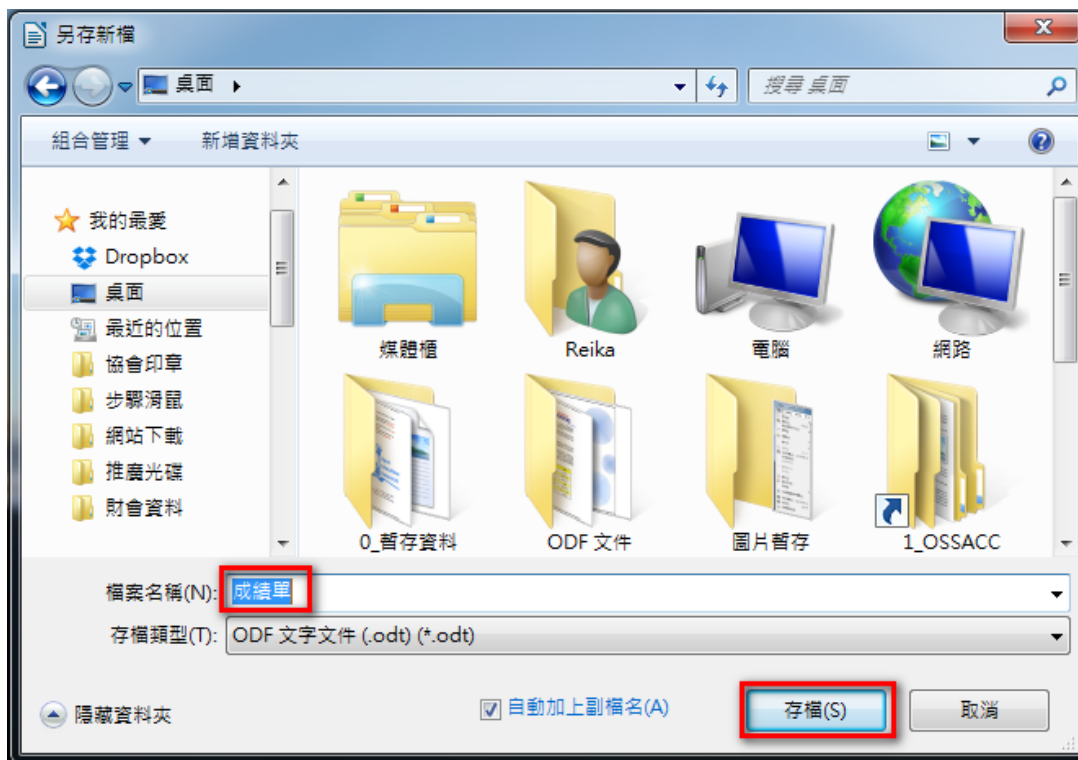 另存新檔
桌面
搜尋 桌面
組合管理
新增資料夾
我的最愛
Dropbox
桌面
最近的位置
協會印章
步驟滑鼠
網站下載
推廣光碟
財會資料
媒體櫃
Reika
電腦
網路
0_暫存資料
ODF 文件
圖片暫存
1_OSSACC
檔案名稱(N): 成績單
存檔類型(T): ODF 文字文件 (.odt) (*.odt)
隱藏資料夾
自動加上副檔名(A)
存檔(S)
取消